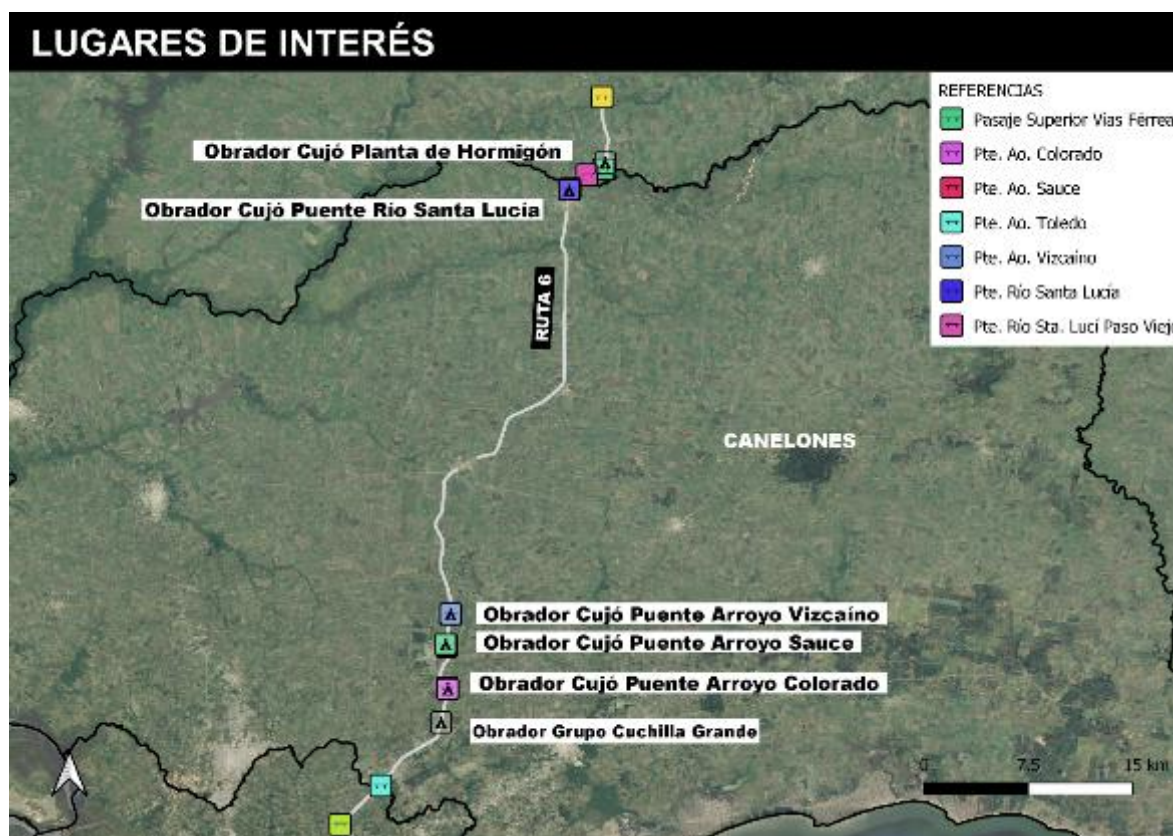 LUGARES DE INTERÉS
REFERENCIAS
Pasaje Superior Vías Férrea
Pte. Ao. Colorado
Pte. Ao. Sauce
Pte. Ao. Toledo
Pte. Ao. Vizcaíno
Pte. Río Santa Lucía
Pte. Río Sta. Lucí Paso Viejo
Obrador Cujó Planta de Hormigón
Obrador Cujó Puente Río Santa Lucía
RUTA 6
CANELONES
Obrador Cujó Puente Arroyo Vizcaíno
Obrador Cujó Puente Arroyo Sauce
Obrador Cujó Puente Arroyo Colorado
Obrador Grupo Cuchilla Grande
0 7.5 15 km